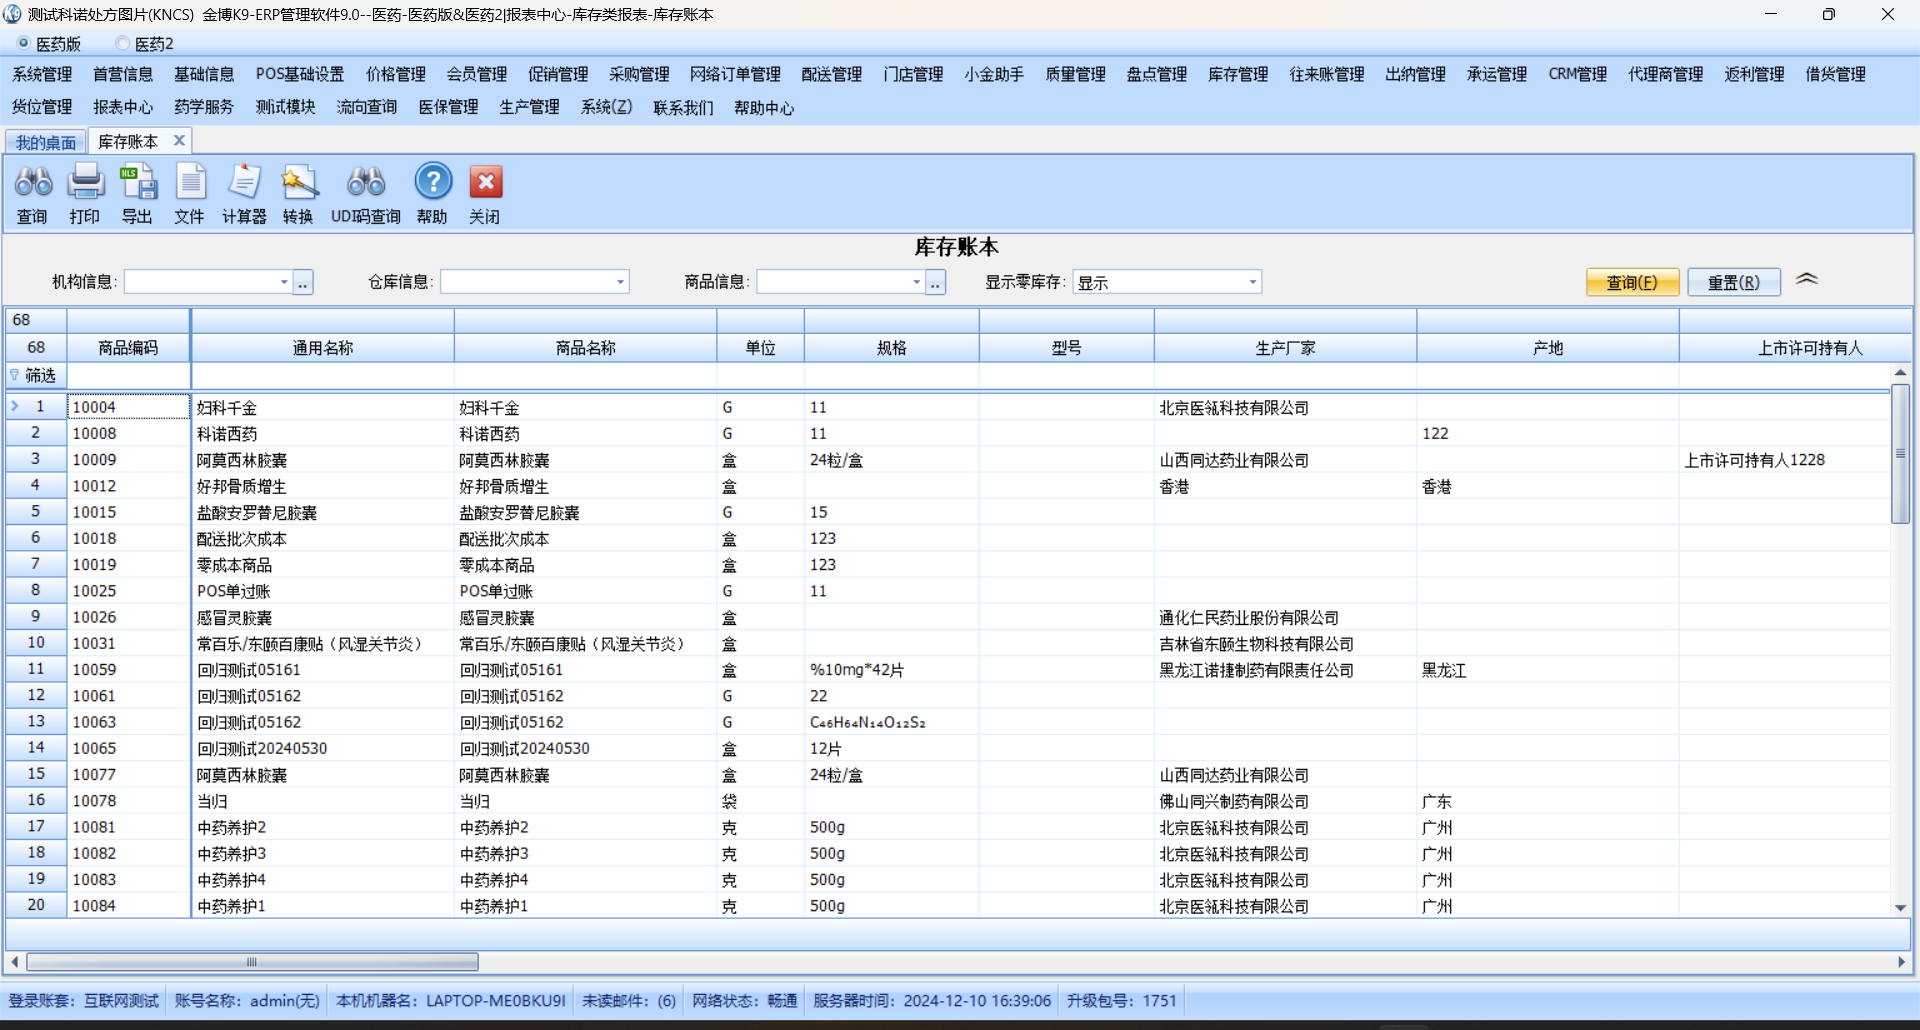 测试科诺处方图片(KNCS) 金博K9-ERP管理软件9.0--医药-医药版&医药2|报表中心-库存类报表-库存账本
医药版 医药2
系统管理 首营信息 基础信息 POS基础设置 价格管理 会员管理 促销管理 采购管理 网络订单管理 配送管理 门店管理 小金助手 质量管理 盘点管理 库存管理 往来账管理 出纳管理 承运管理 CRM管理 代理商管理 返利管理 借货管理
货位管理 报表中心 药学服务 测试模块 流向查询 医保管理 生产管理 系统(Z) 联系我们 帮助中心
我的桌面 库存账本
查询 打印 导出 文件 计算器 转换 UDI码查询 帮助 关闭
库存账本
机构信息: .. 仓库信息: 商品信息: .. 显示零库存: 显示 查询(F) 重置(R)
68
68 商品编码 通用名称 商品名称 单位 规格 型号 生产厂家 产地 上市许可持有人
筛选
1 10004 妇科千金 妇科千金 G 11 北京医瓴科技有限公司
2 10008 科诺西药 科诺西药 G 11 122
3 10009 阿莫西林胶囊 阿莫西林胶囊 盒 24粒/盒 山西同达药业有限公司 上市许可持有人1228
4 10012 好邦骨质增生 好邦骨质增生 盒 香港 香港
5 10015 盐酸安罗替尼胶囊 盐酸安罗替尼胶囊 G 15
6 10018 配送批次成本 配送批次成本 盒 123
7 10019 零成本商品 零成本商品 盒 123
8 10025 POS单过账 POS单过账 G 11
9 10026 感冒灵胶囊 感冒灵胶囊 盒 通化仁民药业股份有限公司
10 10031 常百乐/东颐百康贴（风湿关节炎） 常百乐/东颐百康贴（风湿关节炎） 盒 吉林省东颐生物科技有限公司
11 10059 回归测试05161 回归测试05161 盒 %10mg*42片 黑龙江诺捷制药有限责任公司 黑龙江
12 10061 回归测试05162 回归测试05162 G 22
13 10063 回归测试05162 回归测试05162 G C₄₆H₆₄N₁₄O₁₂S₂
14 10065 回归测试20240530 回归测试20240530 盒 12片
15 10077 阿莫西林胶囊 阿莫西林胶囊 盒 24粒/盒 山西同达药业有限公司
16 10078 当归 当归 袋 佛山同兴制药有限公司 广东
17 10081 中药养护2 中药养护2 克 500g 北京医瓴科技有限公司 广州
18 10082 中药养护3 中药养护3 克 500g 北京医瓴科技有限公司 广州
19 10083 中药养护4 中药养护4 克 500g 北京医瓴科技有限公司 广州
20 10084 中药养护1 中药养护1 克 500g 北京医瓴科技有限公司 广州
登录账套: 互联网测试 账号名称: admin(无) 本机机器名: LAPTOP-ME0BKU9I 未读邮件: (6) 网络状态: 畅通 服务器时间: 2024-12-10 16:39:06 升级包号: 1751